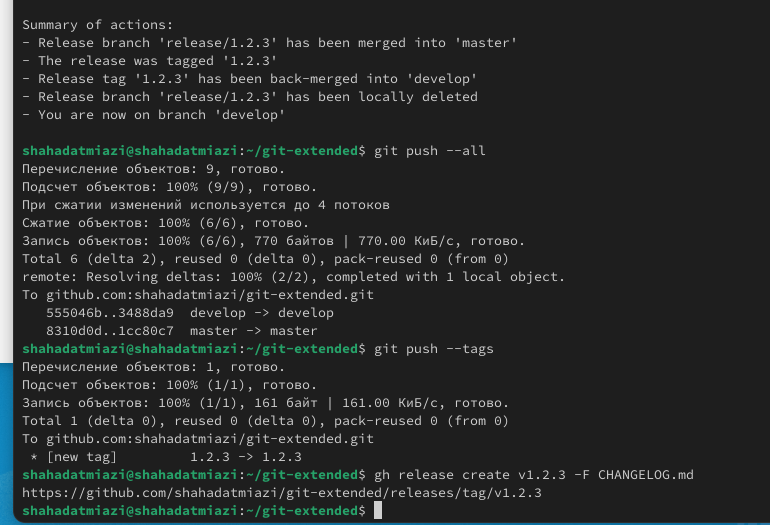 Summary of actions:
- Release branch 'release/1.2.3' has been merged into 'master'
- The release was tagged '1.2.3'
- Release tag '1.2.3' has been back-merged into 'develop'
- Release branch 'release/1.2.3' has been locally deleted
- You are now on branch 'develop'
shahadatmiazi@shahadatmiazi:~/git-extended$ git push --all
Перечисление объектов: 9, готово.
Подсчет объектов: 100% (9/9), готово.
При сжатии изменений используется до 4 потоков
Сжатие объектов: 100% (6/6), готово.
Запись объектов: 100% (6/6), 770 байтов | 770.00 КиБ/с, готово.
Total 6 (delta 2), reused 0 (delta 0), pack-reused 0 (from 0)
remote: Resolving deltas: 100% (2/2), completed with 1 local object.
To github.com:shahadatmiazi/git-extended.git
   555046b..3488da9  develop -> develop
   8310d0d..1cc80c7  master -> master
shahadatmiazi@shahadatmiazi:~/git-extended$ git push --tags
Перечисление объектов: 1, готово.
Подсчет объектов: 100% (1/1), готово.
Запись объектов: 100% (1/1), 161 байт | 161.00 КиБ/с, готово.
Total 1 (delta 0), reused 0 (delta 0), pack-reused 0 (from 0)
To github.com:shahadatmiazi/git-extended.git
 * [new tag]         1.2.3 -> 1.2.3
shahadatmiazi@shahadatmiazi:~/git-extended$ gh release create v1.2.3 -F CHANGELOG.md
https://github.com/shahadatmiazi/git-extended/releases/tag/v1.2.3
shahadatmiazi@shahadatmiazi:~/git-extended$